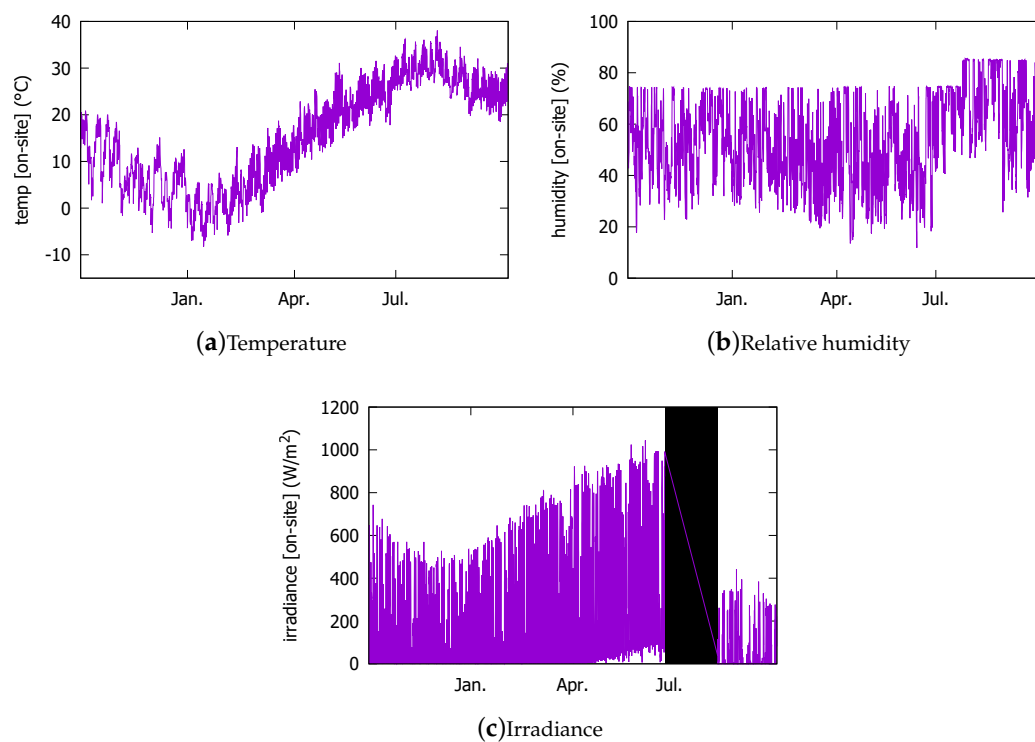 40
30
20
10
0
-10
temp [on-site] (°C)
Jan. Apr. Jul.
(a)Temperature
100
80
60
40
20
0
humidity [on-site] (%)
Jan. Apr. Jul.
(b)Relative humidity
1200
1000
800
600
400
200
0
irradiance [on-site] (W/m²)
Jan. Apr. Jul.
(c)Irradiance